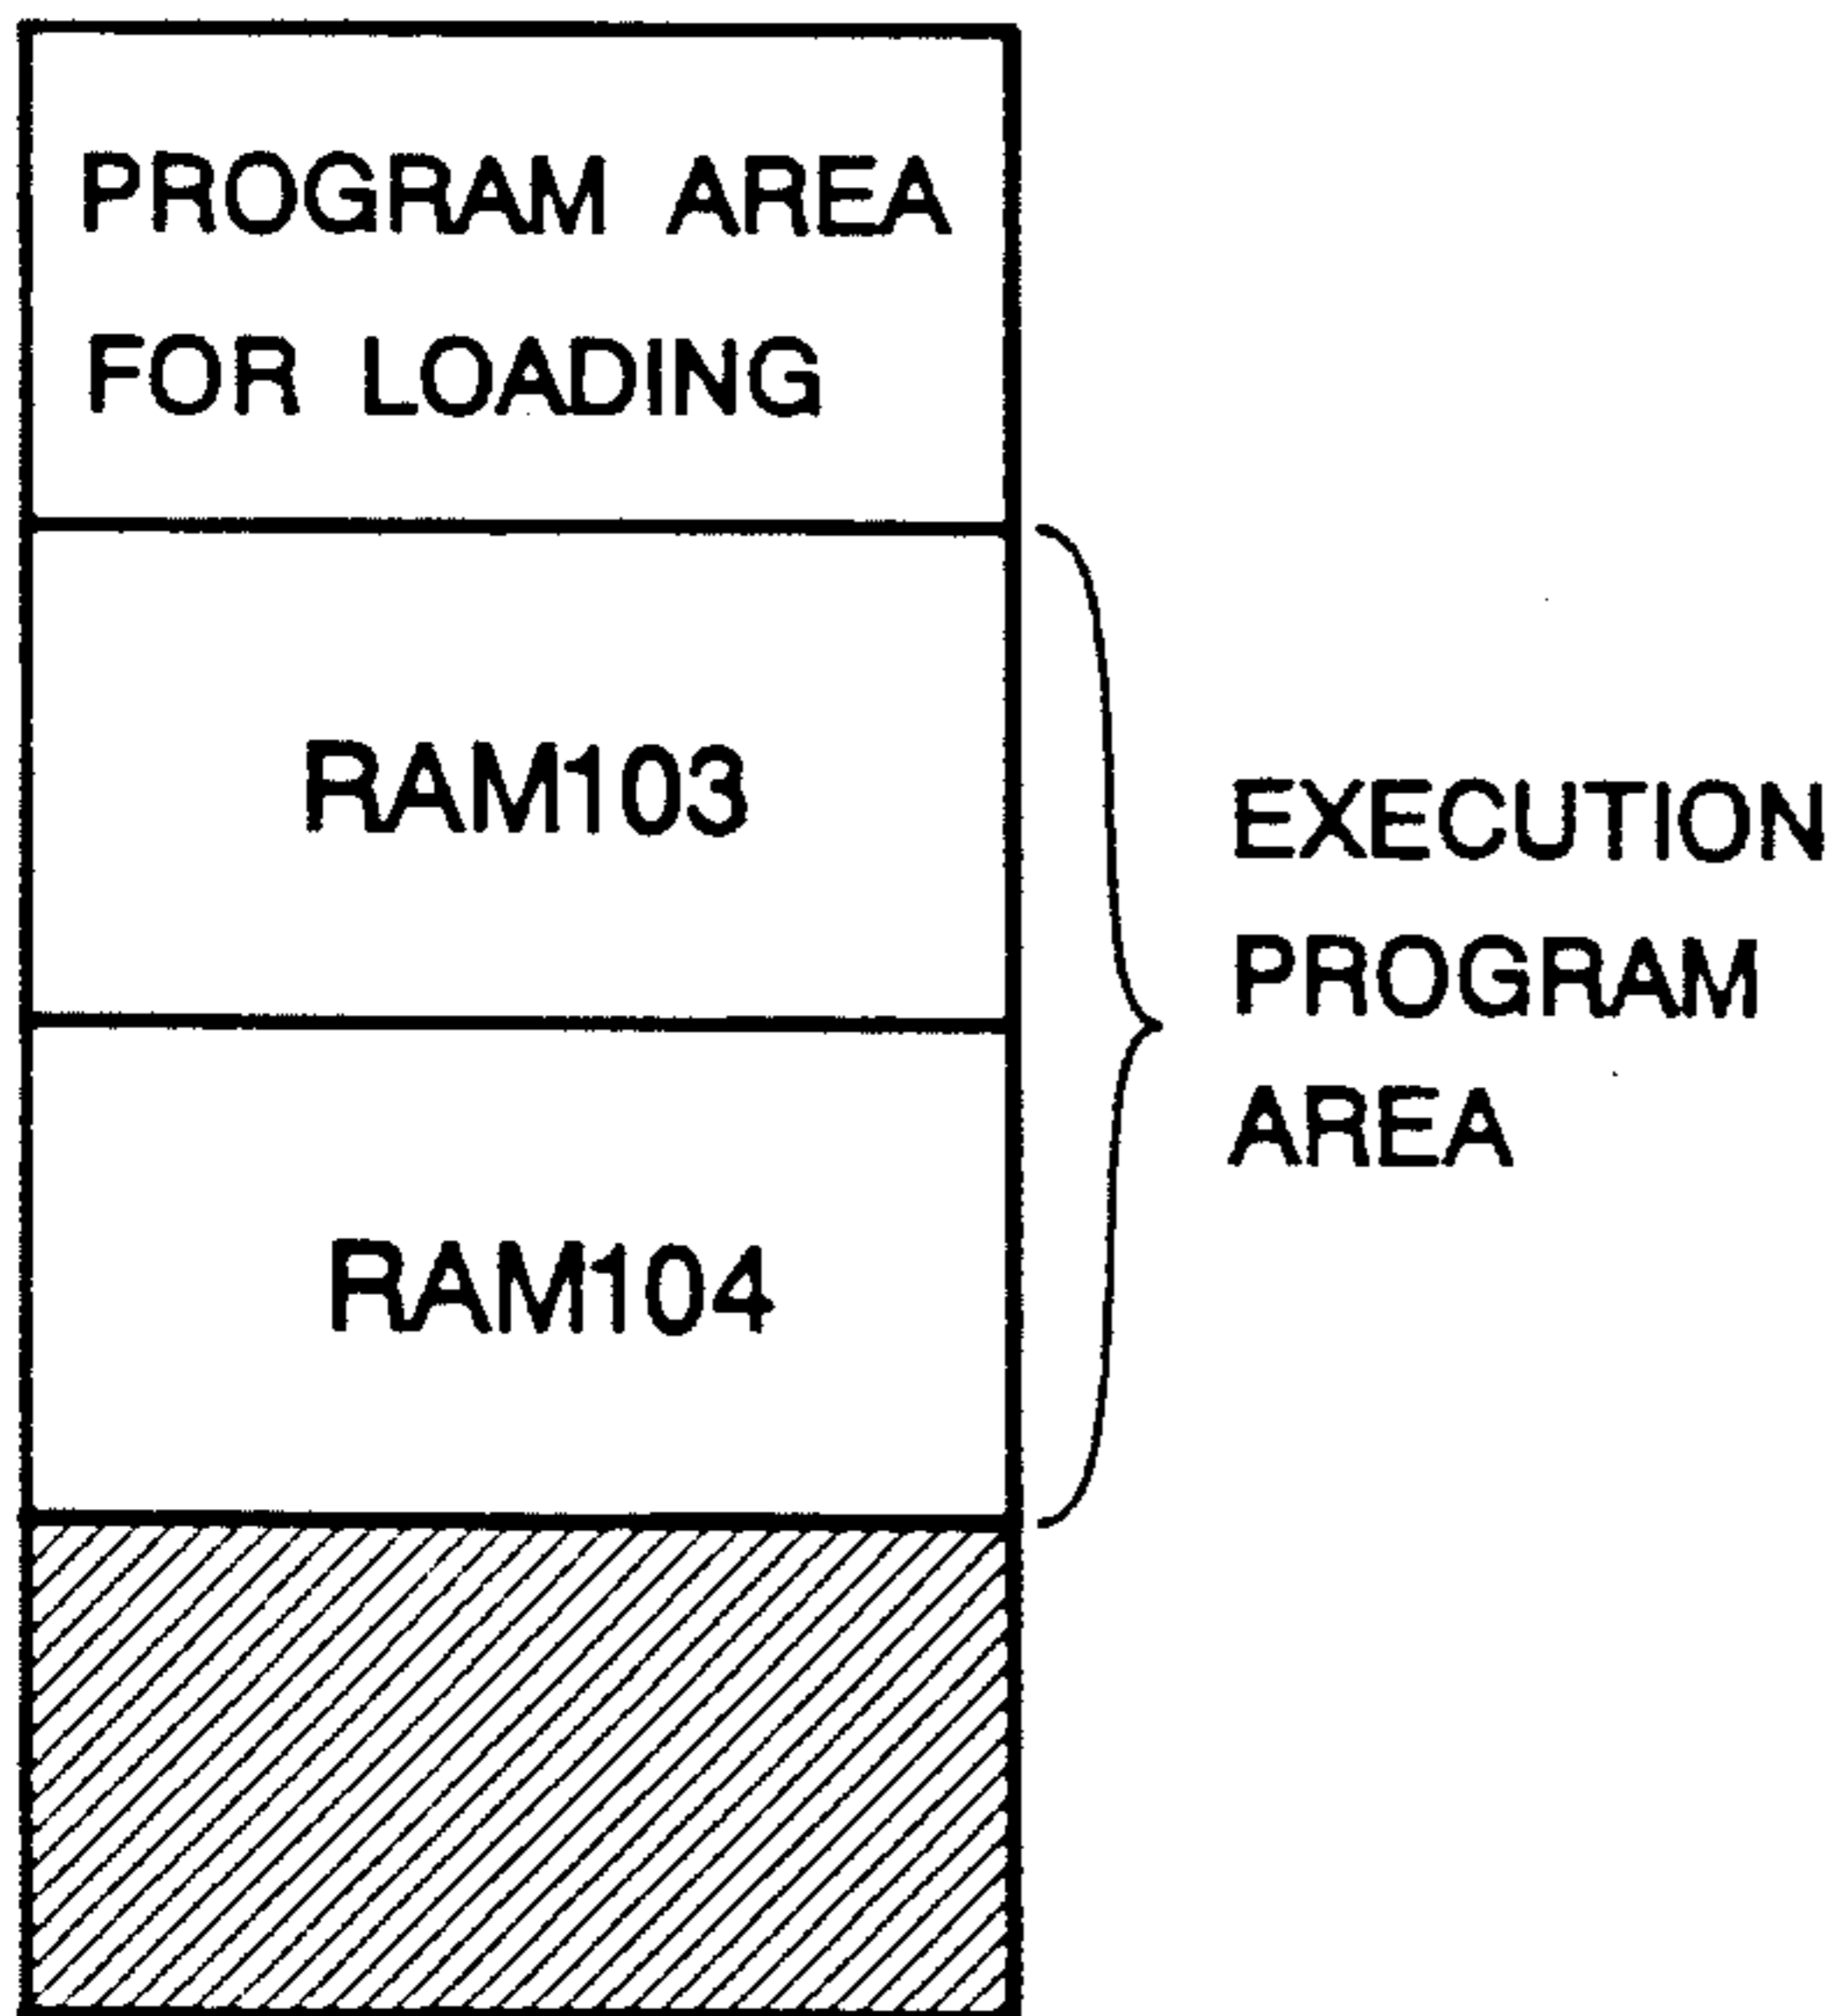 PROGRAM AREA
FOR LOADING
RAM103
EXECUTION
PROGRAM
AREA
RAM104